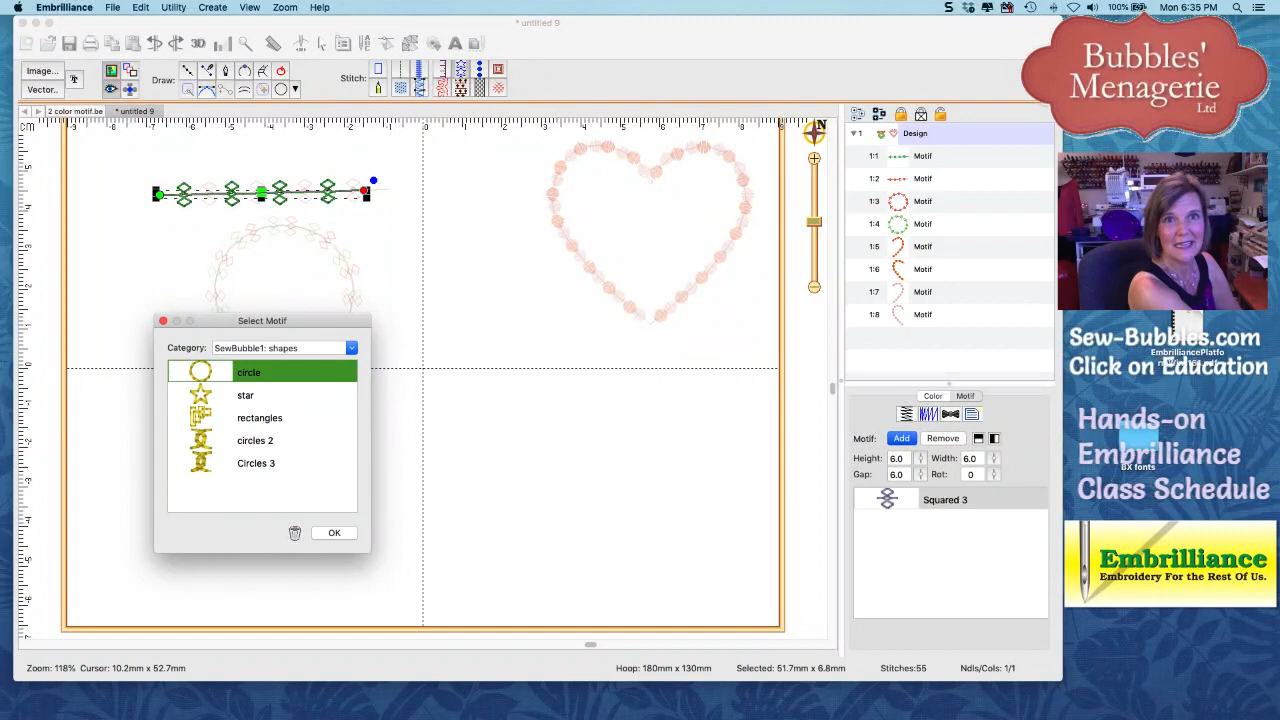 Embrilliance File Edit Utility Create View Zoom Help
100% Mo 6:35 PM
* untitled 9
Image...
Vector..
Draw:
Stitch:
2 color motif.be
* untitled 9
cm
N
1 Design
1:1 Motif
1:2 Motif
1:3 Motif
1:4 Motif
1:5 Motif
1:6 Motif
1:7 Motif
1:8 Motif
Select Motif
Category: SewBubble1: shapes
circle
star
rectangles
circles 2
Circles 3
OK
Color Motif
Motif: Add Remove
Height: 6.0 Width: 6.0
Gap: 6.0 Rot: 0
Squared 3
Zoom: 118% Cursor: 10.2mm x 52.7mm
Hoop: 180mm x 130mm
Selected: 51.7mm x 6.8mm
Stitches:55
Ndls/Cols: 1/1
Bubbles'
Menagerie
Ltd
Sew-Bubbles.com
Click on Education
Hands-on
Embrilliance
BX fonts
Class Schedule
Embrilliance
Embroidery For the Rest Of Us.